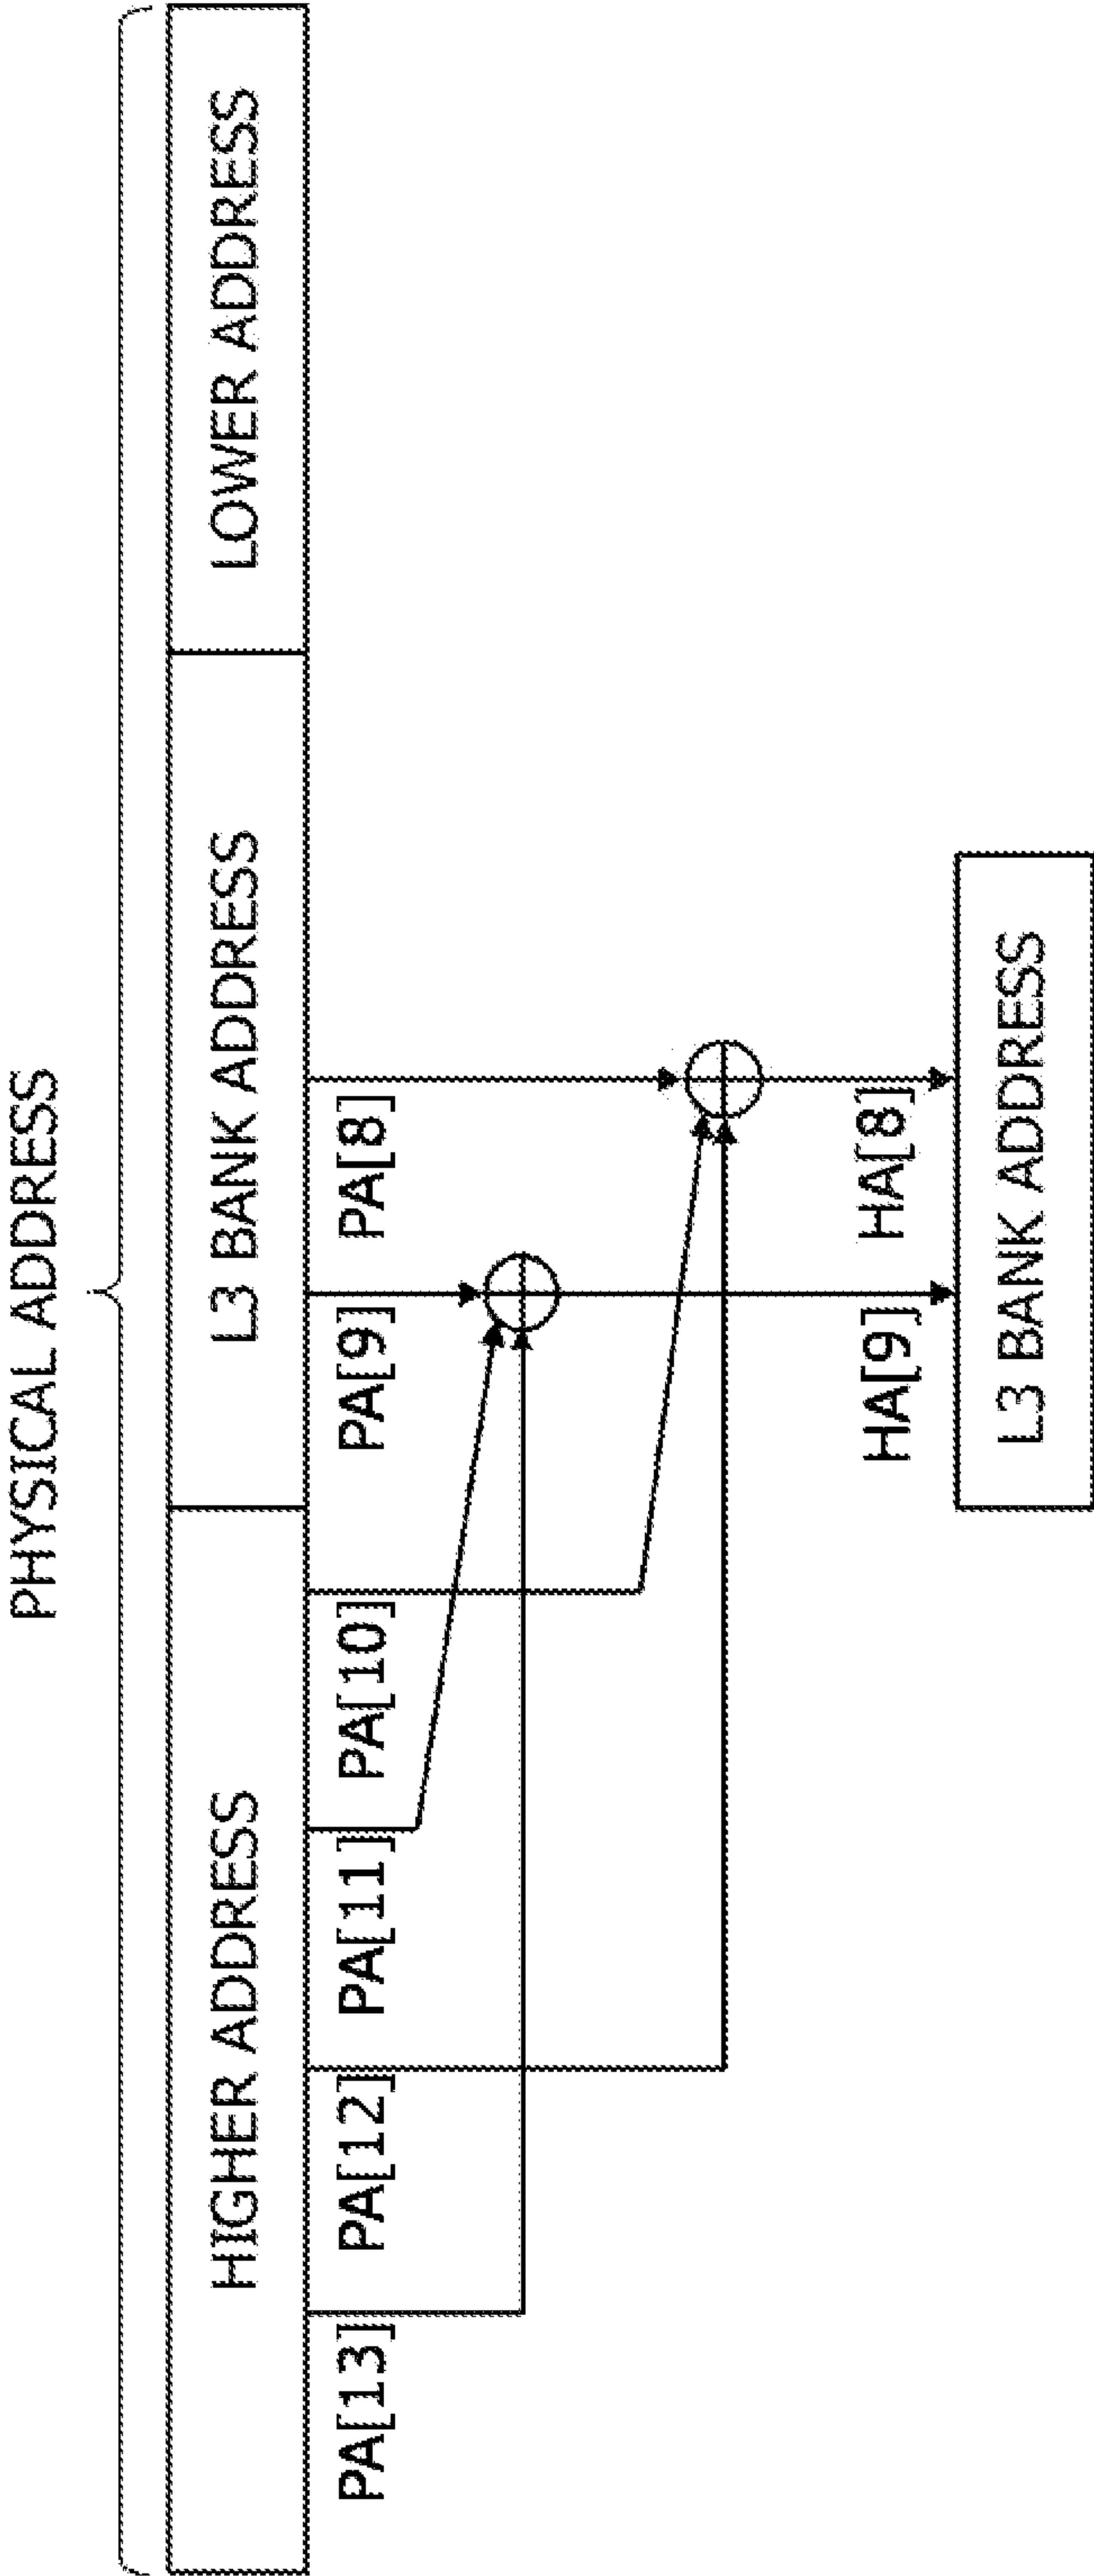 PHYSICAL ADDRESS
HIGHER ADDRESS
L3 BANK ADDRESS
LOWER ADDRESS
PA[13]
PA[12]
PA[11]
PA[10]
PA[9]
PA[8]
HA[9]
HA[8]
L3 BANK ADDRESS